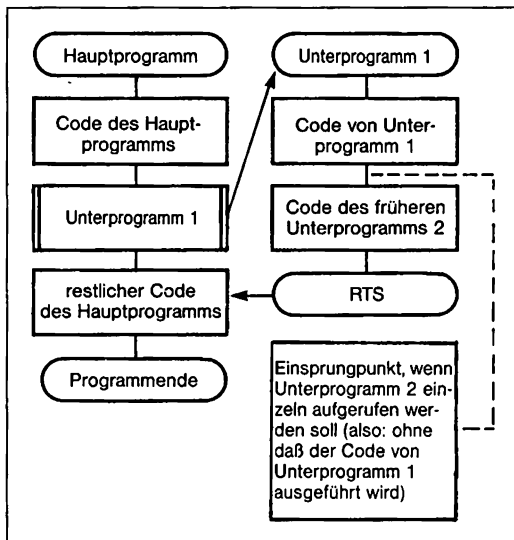 Hauptprogramm
Code des Haupt-
programms
Unterprogramm 1
restlicher Code
des Hauptprogramms
Programmende
Unterprogramm 1
Code von Unter-
programm 1
Code des früheren
Unterprogramms 2
RTS
Einsprungpunkt, wenn
Unterprogramm 2 ein-
zeln aufgerufen wer-
den soll (also: ohne
daß der Code von
Unterprogramm 1
ausgeführt wird)